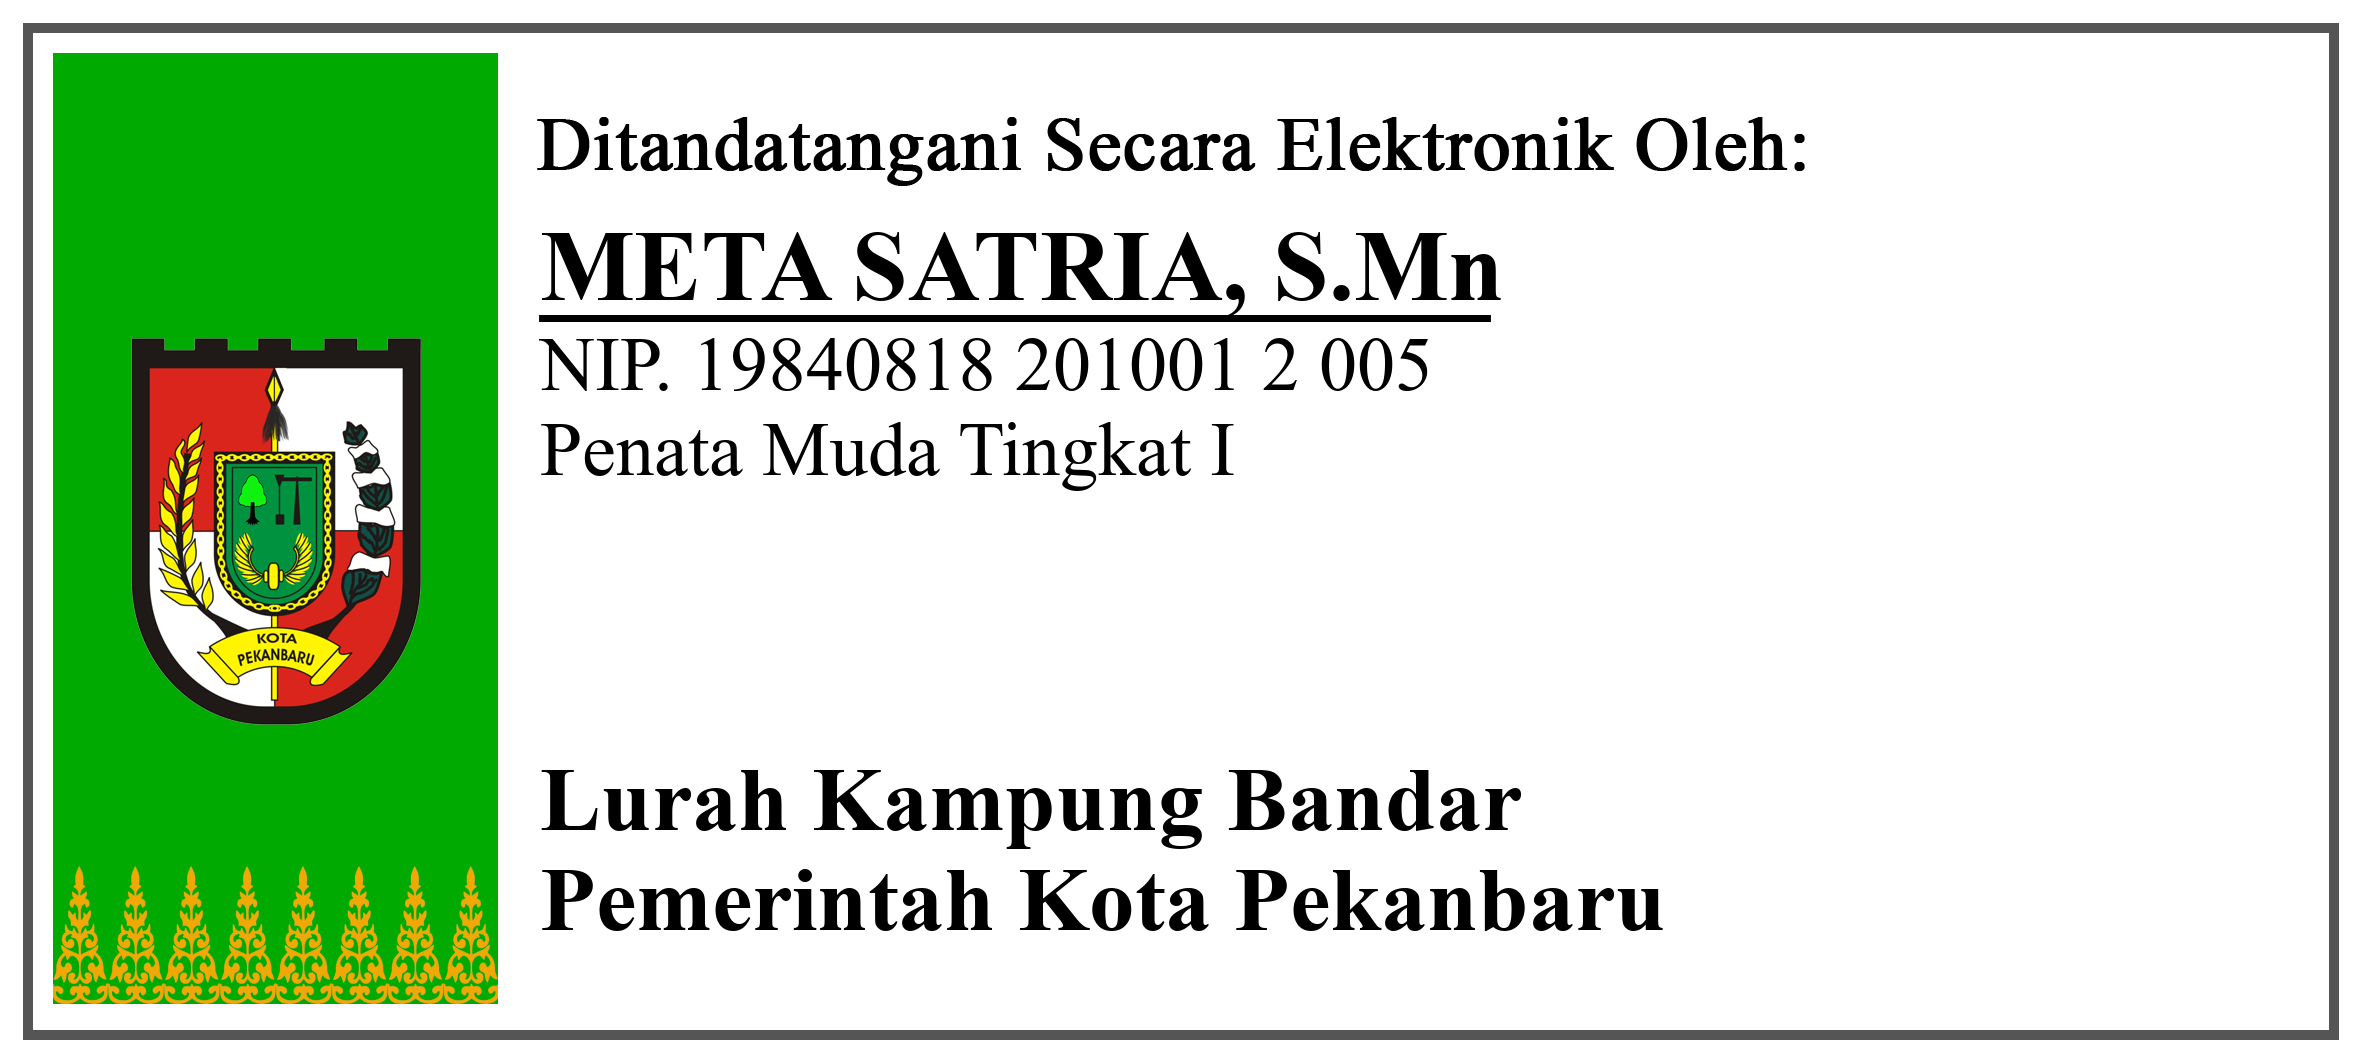 Ditandatangani Secara Elektronik Oleh:
META SATRIA, S.Mn
NIP. 19840818 201001 2 005
Penata Muda Tingkat I
KOTA
PEKANBARU
Lurah Kampung Bandar
Pemerintah Kota Pekanbaru